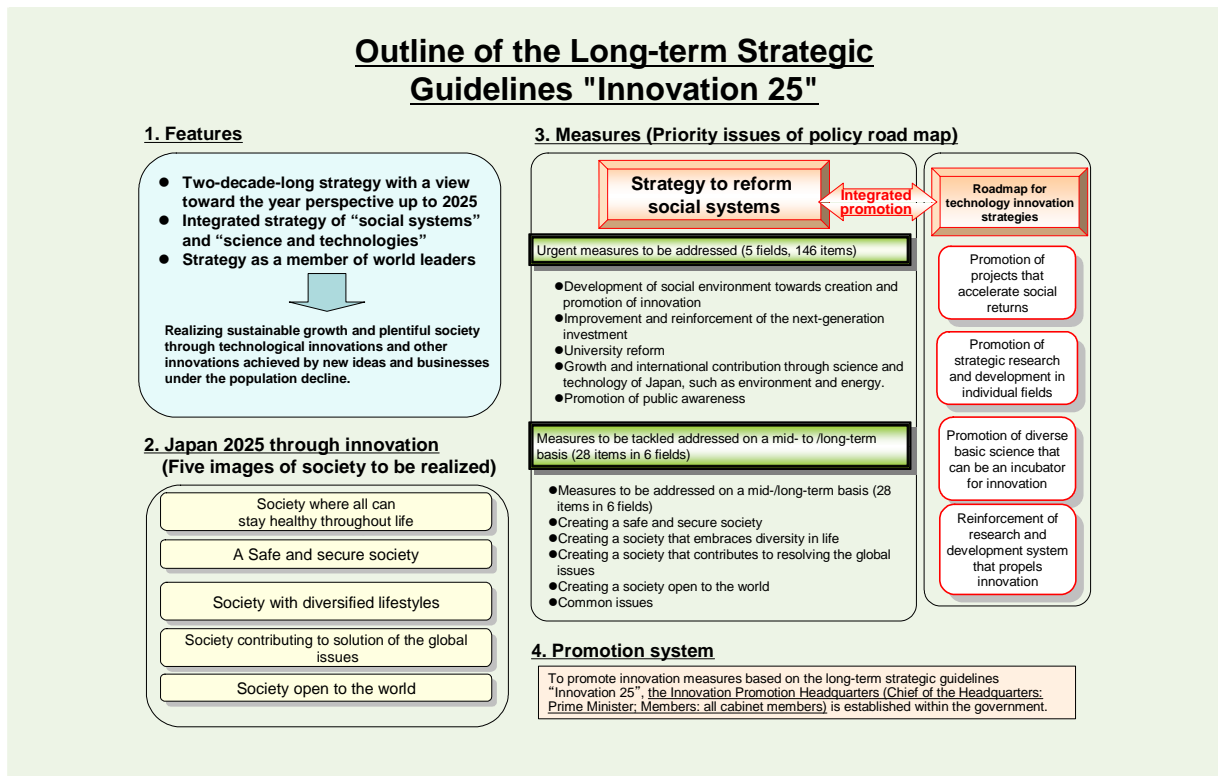 Outline of the Long-term Strategic
Guidelines "Innovation 25"
1. Features
● Two-decade-long strategy with a view
toward the year perspective up to 2025
● Integrated strategy of “social systems”
and “science and technologies”
● Strategy as a member of world leaders
Realizing sustainable growth and plentiful society
through technological innovations and other
innovations achieved by new ideas and businesses
under the population decline.
2. Japan 2025 through innovation
(Five images of society to be realized)
Society where all can
stay healthy throughout life
A Safe and secure society
Society with diversified lifestyles
Society contributing to solution of the global
issues
Society open to the world
3. Measures (Priority issues of policy road map)
Strategy to reform
social systems
Integrated
promotion
Roadmap for
technology innovation
strategies
Urgent measures to be addressed (5 fields, 146 items)
●Development of social environment towards creation and
promotion of innovation
●Improvement and reinforcement of the next-generation
investment
●University reform
●Growth and international contribution through science and
technology of Japan, such as environment and energy.
●Promotion of public awareness
Measures to be tackled addressed on a mid- to /long-term
basis (28 items in 6 fields)
●Measures to be addressed on a mid-/long-term basis (28
items in 6 fields)
●Creating a safe and secure society
●Creating a society that embraces diversity in life
●Creating a society that contributes to resolving the global
issues
●Creating a society open to the world
●Common issues
Promotion of
projects that
accelerate social
returns
Promotion of
strategic research
and development in
individual fields
Promotion of diverse
basic science that
can be an incubator
for innovation
Reinforcement of
research and
development system
that propels
innovation
4. Promotion system
To promote innovation measures based on the long-term strategic guidelines
“Innovation 25”, the Innovation Promotion Headquarters (Chief of the Headquarters:
Prime Minister; Members: all cabinet members) is established within the government.